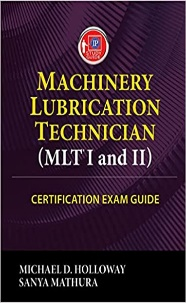 MACHINERY
LUBRICATION
TECHNICIAN
(MLT I AND II)
CERTIFICATION EXAM GUIDE
MICHAEL D. HOLLOWAY
SANYA MATHURA